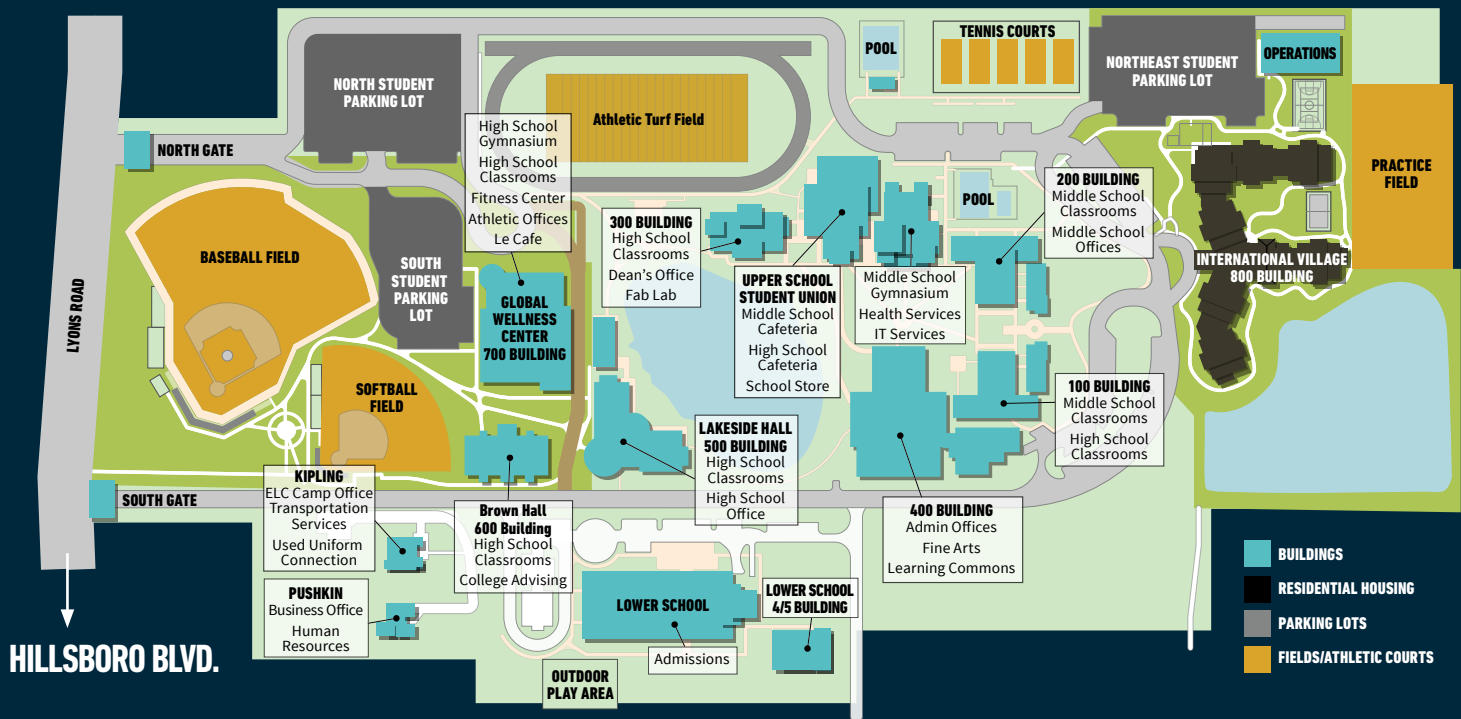 POOL
TENNIS COURTS
NORTHEAST STUDENT
PARKING LOT
OPERATIONS
NORTH STUDENT
PARKING LOT
Athletic Turf Field
High School
Gymnasium
High School
Classrooms
Fitness Center
Athletic Offices
Le Cafe
NORTH GATE
PRACTICE
FIELD
200 BUILDING
Middle School
Classrooms
Middle School
Offices
POOL
300 BUILDING
High School
Classrooms
Dean's Office
Fab Lab
BASEBALL FIELD
SOUTH
STUDENT
PARKING
LOT
UPPER SCHOOL
STUDENT UNION
Middle School
Cafeteria
High School
Cafeteria
School Store
Middle School
Gymnasium
Health Services
IT Services
INTERNATIONAL VILLAGE
800 BUILDING
LYONS ROAD
GLOBAL
WELLNESS
CENTER
700 BUILDING
SOFTBALL
FIELD
100 BUILDING
Middle School
Classrooms
High School
Classrooms
LAKESIDE HALL
500 BUILDING
High School
Classrooms
High School
Office
KIPLING
ELC Camp Office
Transportation
Services
Used Uniform
Connection
SOUTH GATE
Brown Hall
600 Building
High School
Classrooms
College Advising
400 BUILDING
Admin Offices
Fine Arts
Learning Commons
PUSHKIN
Business Office
Human
Resources
LOWER SCHOOL
LOWER SCHOOL
4/5 BUILDING
Admissions
OUTDOOR
PLAY AREA
HILLSBORO BLVD.
BUILDINGS
RESIDENTIAL HOUSING
PARKING LOTS
FIELDS/ATHLETIC COURTS